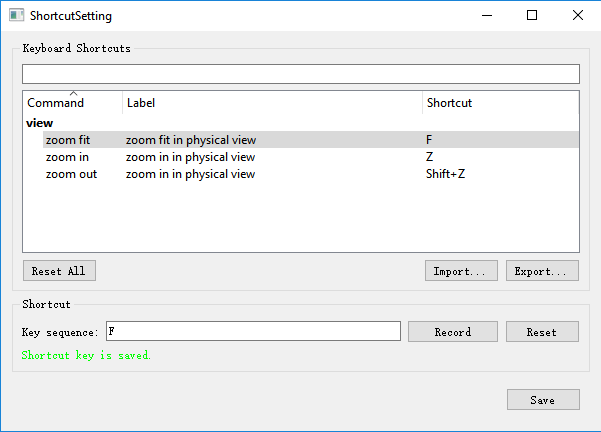 ShortcutSetting
Keyboard Shortcuts
Command Label Shortcut
view
zoom fit zoom fit in physical view F
zoom in zoom in in physical view Z
zoom out zoom in in physical view Shift+Z
Reset All Import... Export...
Shortcut
Key sequence: F Record Reset
Shortcut key is saved.
Save